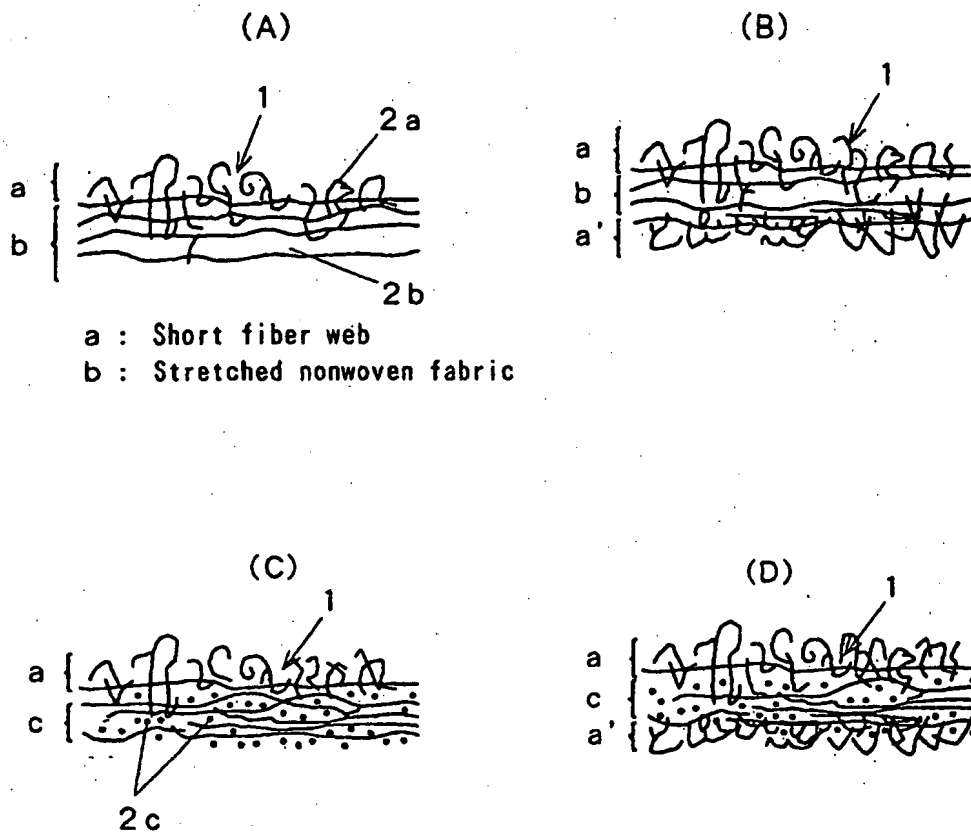 (A)
1
2a
a
b
2b
a : Short fiber web
b : Stretched nonwoven fabric
(B)
1
a
b
a'
(C)
1
a
c
2c
(D)
1
a
c
a'